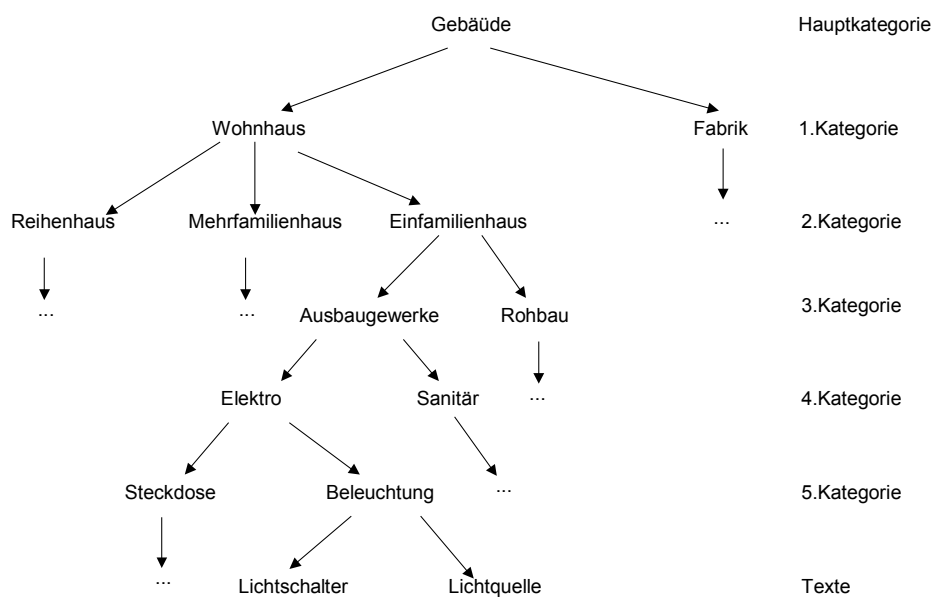 Gebäüde Hauptkategorie
Wohnhaus Fabrik 1.Kategorie
Reihenhaus Mehrfamilienhaus Einfamilienhaus ... 2.Kategorie
... ... Ausbaugewerke Rohbau 3.Kategorie
Elektro Sanitär ... 4.Kategorie
Steckdose Beleuchtung ... 5.Kategorie
... Lichtschalter Lichtquelle Texte